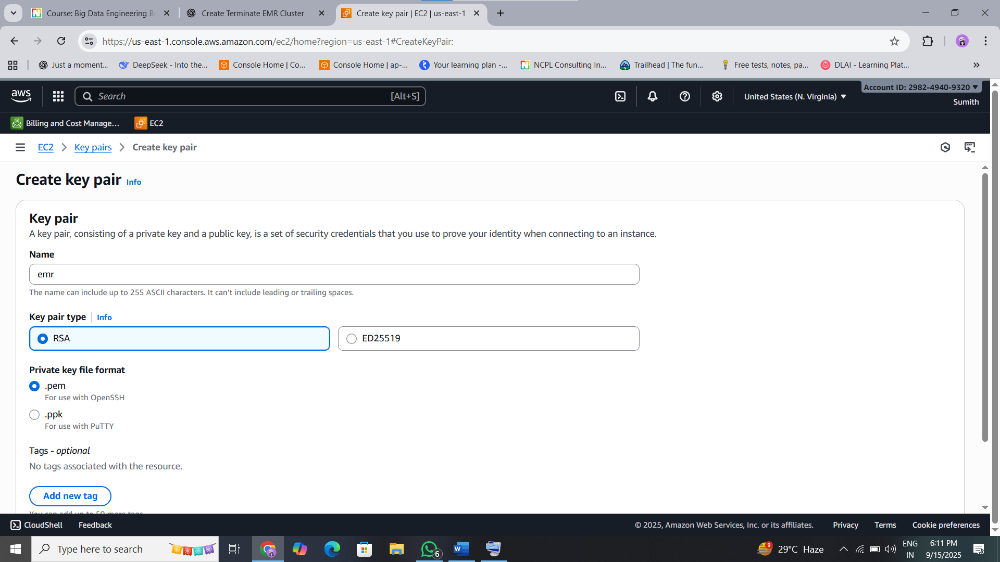 Course: Big Data Engineering B
Create Terminate EMR Cluster
Create key pair | EC2 | us-east-1
https://us-east-1.console.aws.amazon.com/ec2/home?region=us-east-1#CreateKeyPair:
Just a moment...
DeepSeek - Into the...
Console Home | Co...
Console Home | ap-...
Your learning plan -...
NCPL Consulting In...
Trailhead | The fun...
Free tests, notes, pa...
DLAI - Learning Plat...
aws
Search
[Alt+S]
United States (N. Virginia)
Account ID: 2982-4940-9320
Sumith
Billing and Cost Manage...
EC2
EC2
Key pairs
Create key pair
Create key pair Info
Key pair
A key pair, consisting of a private key and a public key, is a set of security credentials that you use to prove your identity when connecting to an instance.
Name
emr
The name can include up to 255 ASCII characters. It can't include leading or trailing spaces.
Key pair type Info
RSA
ED25519
Private key file format
.pem
For use with OpenSSH
.ppk
For use with PuTTY
Tags - optional
No tags associated with the resource.
Add new tag
You can add up to 50 more tags
CloudShell
Feedback
© 2025, Amazon Web Services, Inc. or its affiliates.
Privacy
Terms
Cookie preferences
Type here to search
6
9
29°C Haze
ENG
IN
6:11 PM
9/15/2025